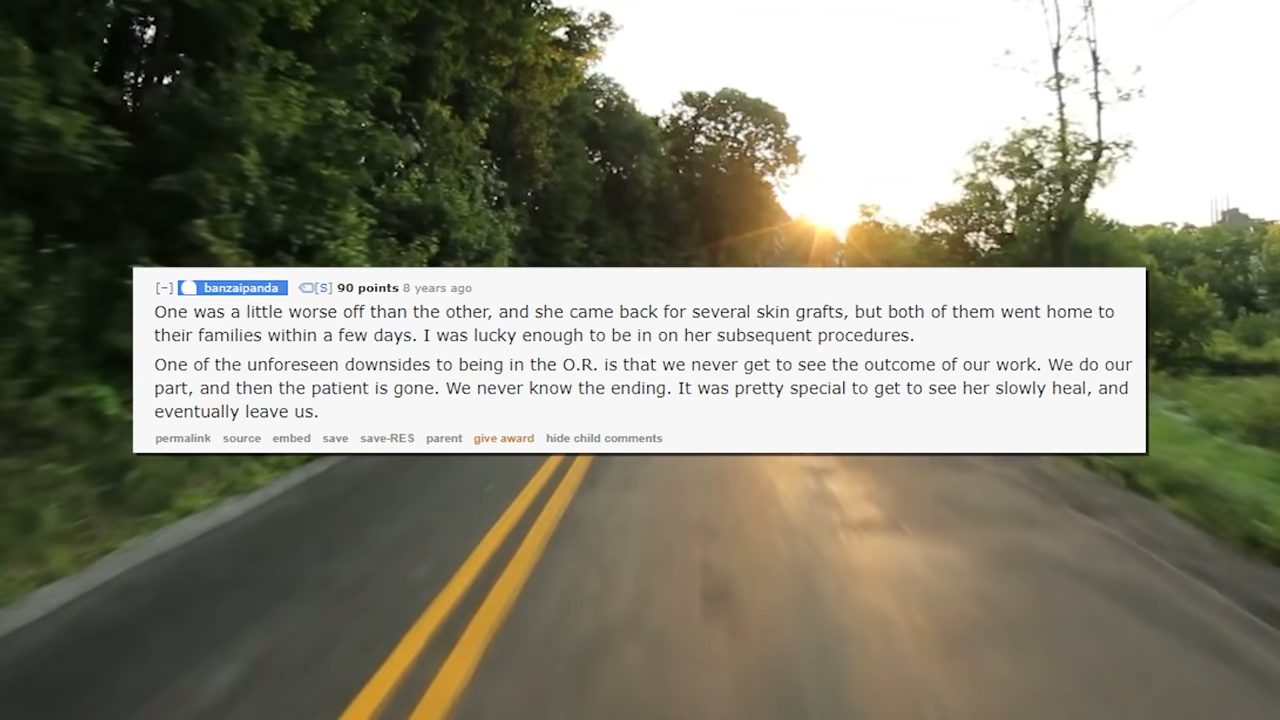 [–] banzaipanda [S] 90 points 8 years ago
One was a little worse off than the other, and she came back for several skin grafts, but both of them went home to
their families within a few days. I was lucky enough to be in on her subsequent procedures.
One of the unforeseen downsides to being in the O.R. is that we never get to see the outcome of our work. We do our
part, and then the patient is gone. We never know the ending. It was pretty special to get to see her slowly heal, and
eventually leave us.
permalink source embed save save-RES parent give award hide child comments